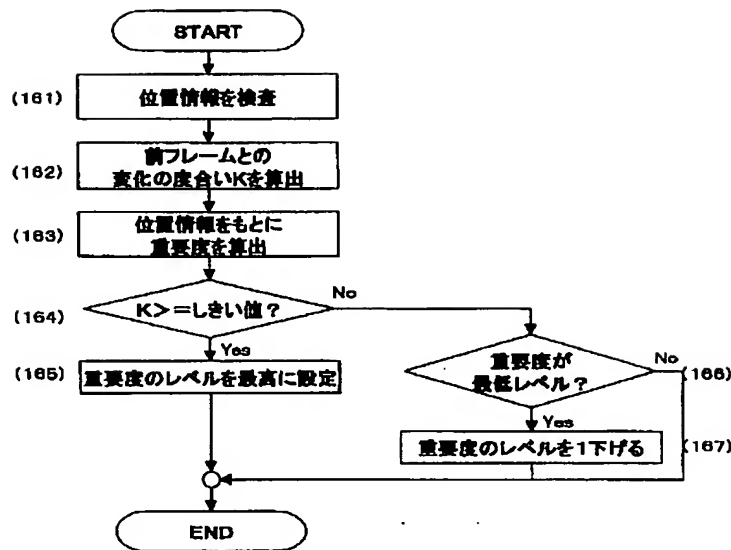 START
(161)
位置情報を検査
(162)
前フレームとの
変化の度合いKを算出
(163)
位置情報をもとに
重要度を算出
(164)
K>=しきい値?
No
Yes
(165)
重要度のレベルを最高に設定
重要度が
最低レベル?
No
(166)
Yes
重要度のレベルを1下げる
(167)
END